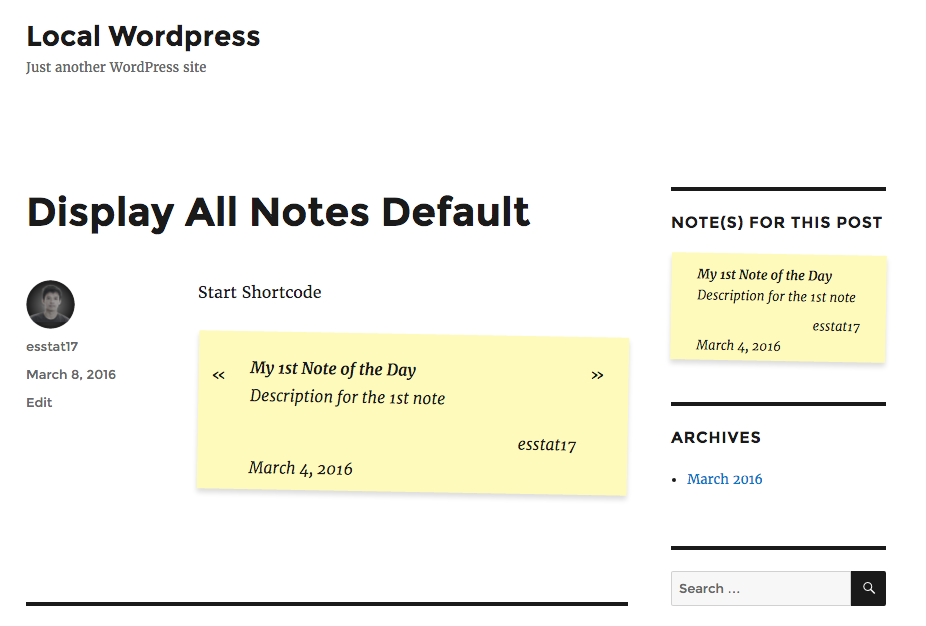 Local Wordpress
Just another WordPress site
Display All Notes Default
esstat17
March 8, 2016
Edit
Start Shortcode
« My 1st Note of the Day »
Description for the 1st note
esstat17
March 4, 2016
NOTE(S) FOR THIS POST
My 1st Note of the Day
Description for the 1st note
esstat17
March 4, 2016
ARCHIVES
• March 2016
Search …